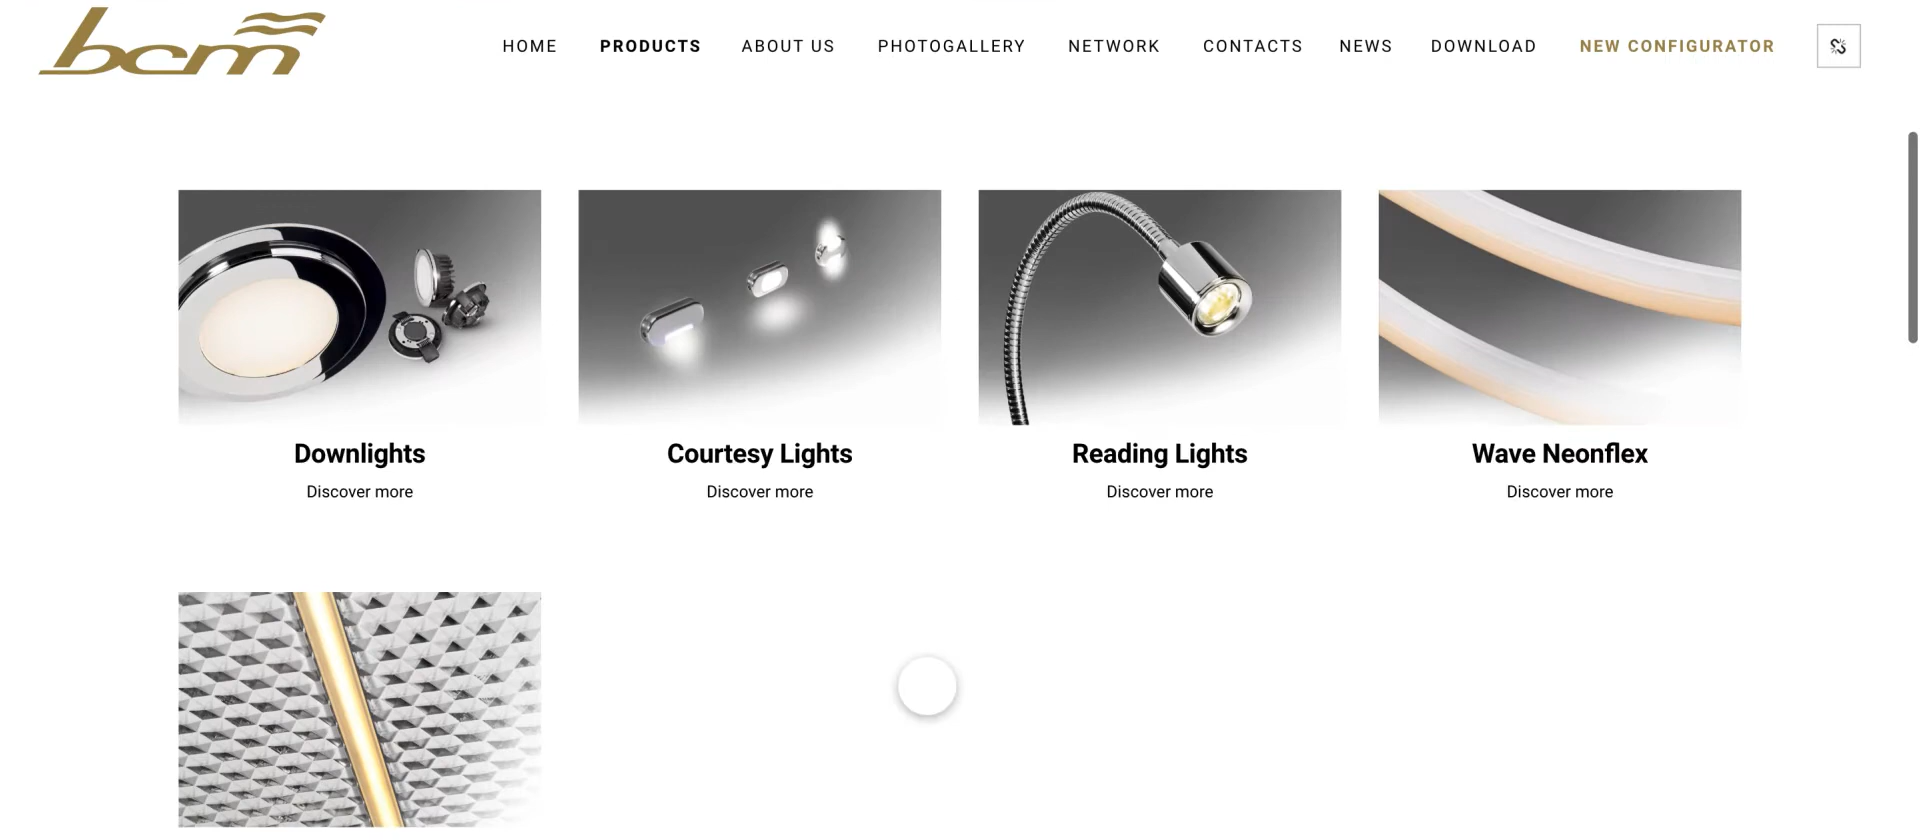 bcm
HOME PRODUCTS ABOUT US PHOTOGALLERY NETWORK CONTACTS NEWS DOWNLOAD NEW CONFIGURATOR
Downlights Courtesy Lights Reading Lights Wave Neonflex
Discover more Discover more Discover more Discover more